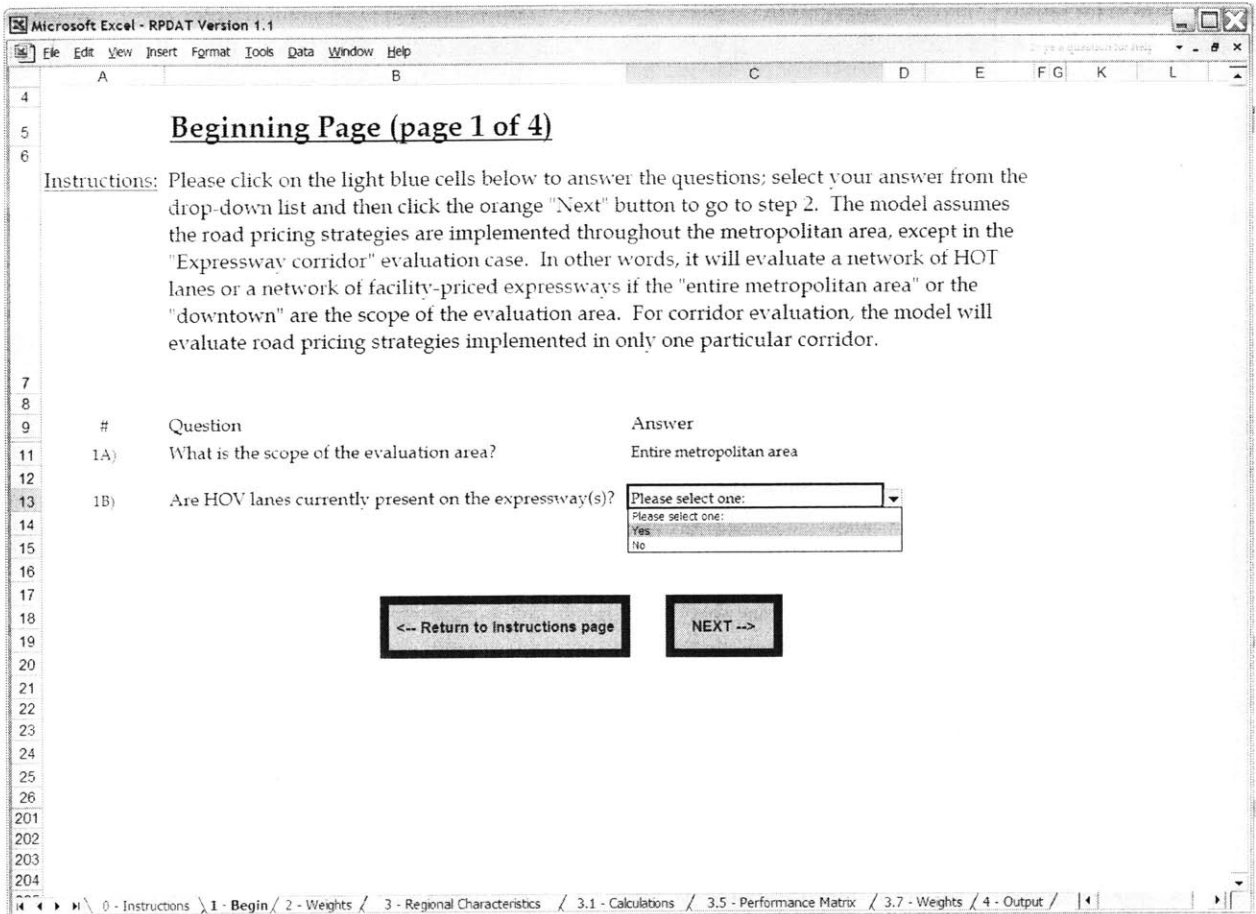 Microsoft Excel - RPDAT Version 1.1
File Edit View Insert Format Tools Data Window Help
A B C D E F G K L
4
5 Beginning Page (page 1 of 4)
6
Instructions: Please click on the light blue cells below to answer the questions; select your answer from the
drop-down list and then click the orange "Next" button to go to step 2. The model assumes
the road pricing strategies are implemented throughout the metropolitan area, except in the
"Expressway corridor" evaluation case. In other words, it will evaluate a network of HOT
lanes or a network of facility-priced expressways if the "entire metropolitan area" or the
"downtown" are the scope of the evaluation area. For corridor evaluation, the model will
evaluate road pricing strategies implemented in only one particular corridor.
7
8
9 # Question Answer
11 1A) What is the scope of the evaluation area? Entire metropolitan area
12
13 1B) Are HOV lanes currently present on the expressway(s)? Please select one:
Please select one:
14 Yes
15 No
16
17
18 <-- Return to Instructions page NEXT -->
19
20
21
22
23
24
25
26
201
202
203
204
0 - Instructions 1 - Begin 2 - Weights 3 - Regional Characteristics 3.1 - Calculations 3.5 - Performance Matrix 3.7 - Weights 4 - Output